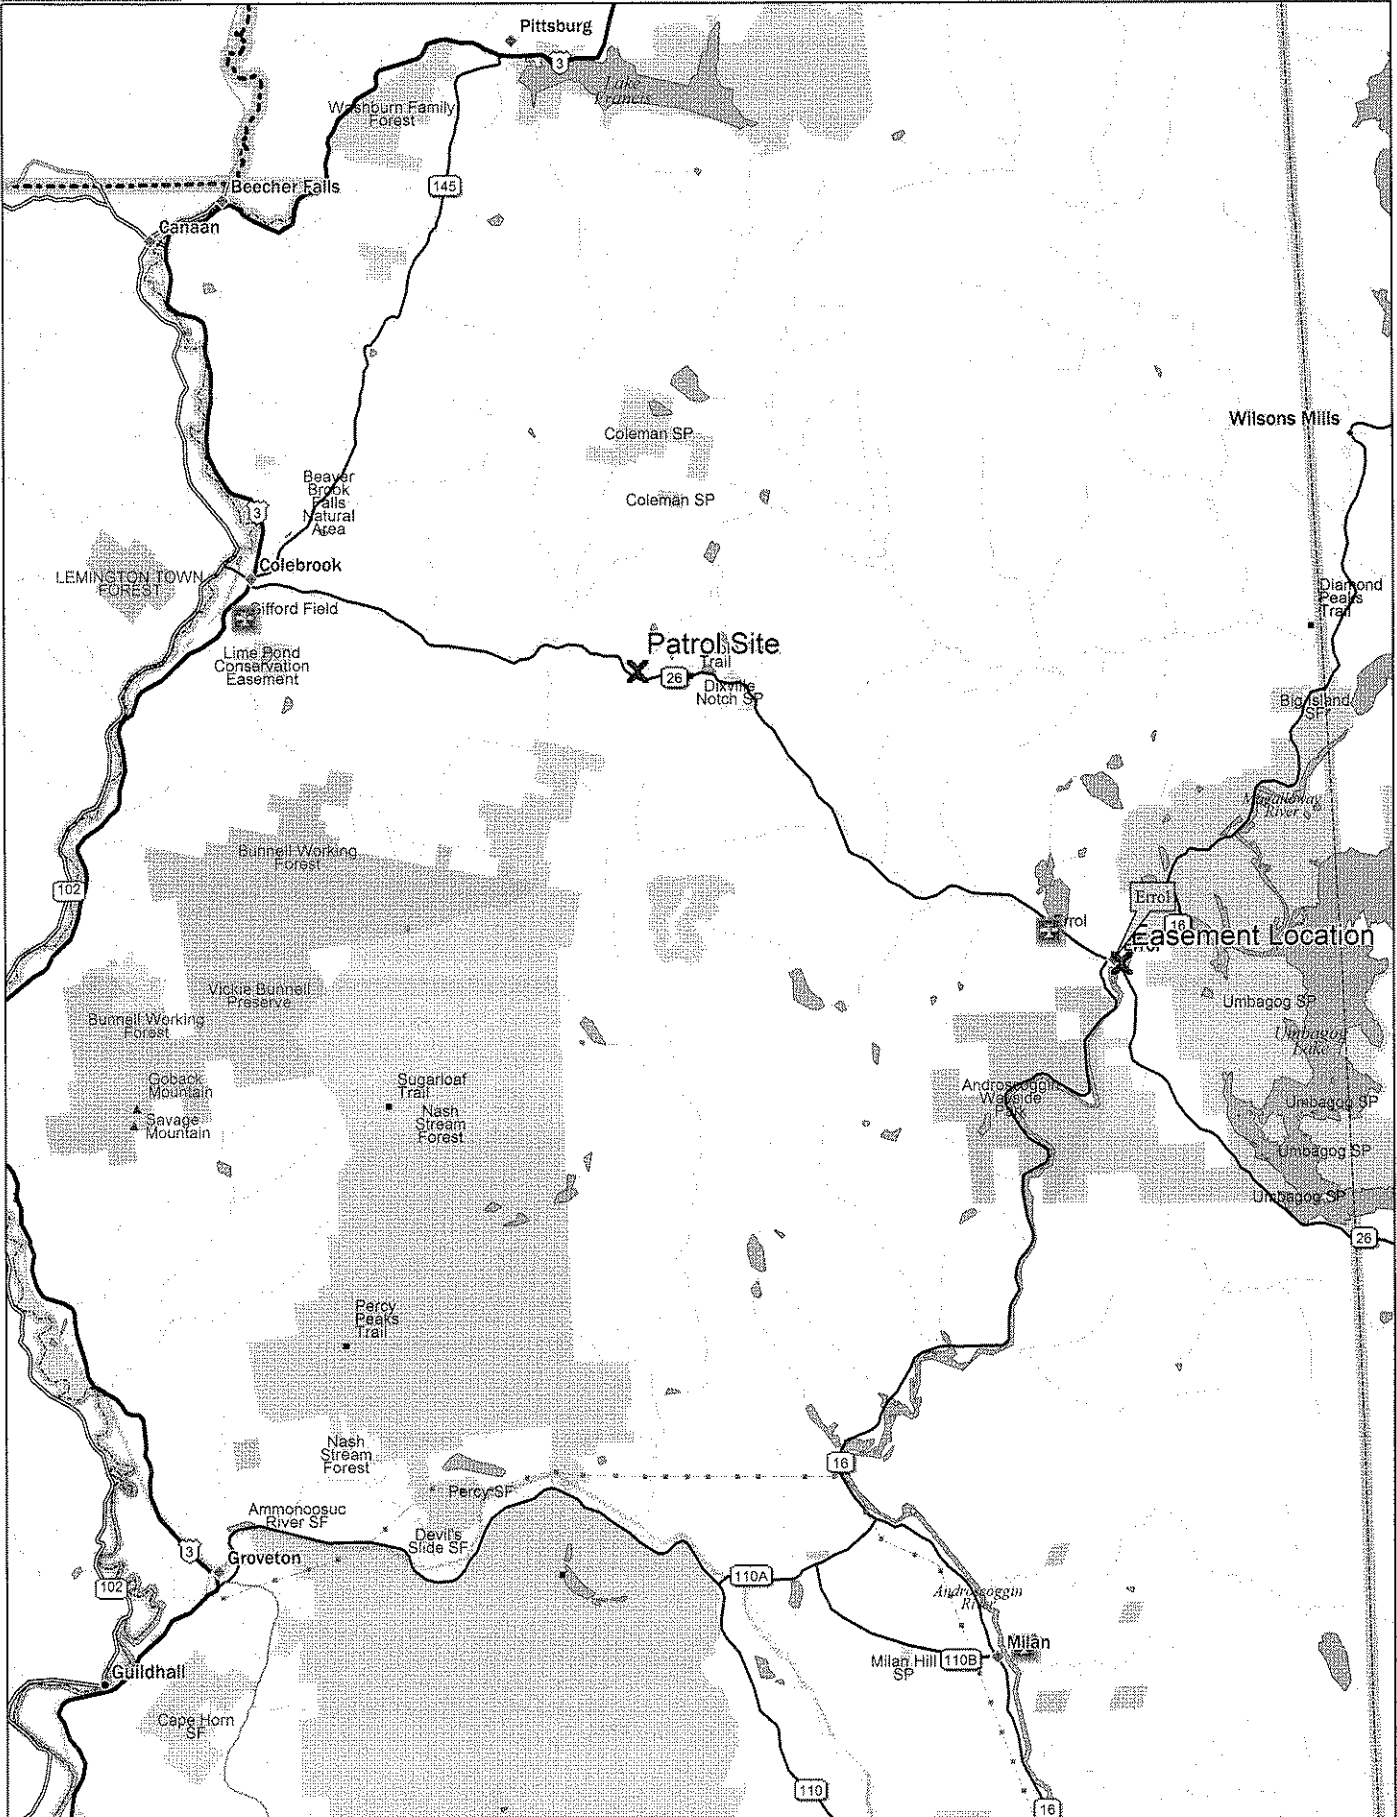 Pittsburg
3
Lake
Francis
Washburn Family
Forest
Beecher Falls
145
Canaan
Wilsons Mills
Coleman SP
Coleman SP
Beaver
Brook
Falls
Natural
Area
3
Colebrook
LEMINGTON TOWN
FOREST
Gifford Field
Diamond
Peaks
Trail
Patrol Site
Lime Pond
Conservation
Easement
Trail
26
Dixville
Notch SP
Big Island
SF
Magalloway
River
Bunnell Working
Forest
102
Errol
Errol
16
Easement Location
Errol
Vickie Bunnell
Preserve
Umbagog SP
Bunnell Working
Forest
Umbagog
Lake
Goback
Mountain
Sugarloaf
Trail
Androscoggin
Wayside
Park
Umbagog SP
Savage
Mountain
Nash
Stream
Forest
Umbagog SP
Umbagog SP
26
Percy
Peaks
Trail
Nash
Stream
Forest
16
Percy SF
Ammonoosuc
River SF
Devil's
Slide SF
3
Groveton
102
110A
Androscoggin
River
Milan
Milan Hill
SP
110B
Guildhall
Cape Horn
SF
110
16